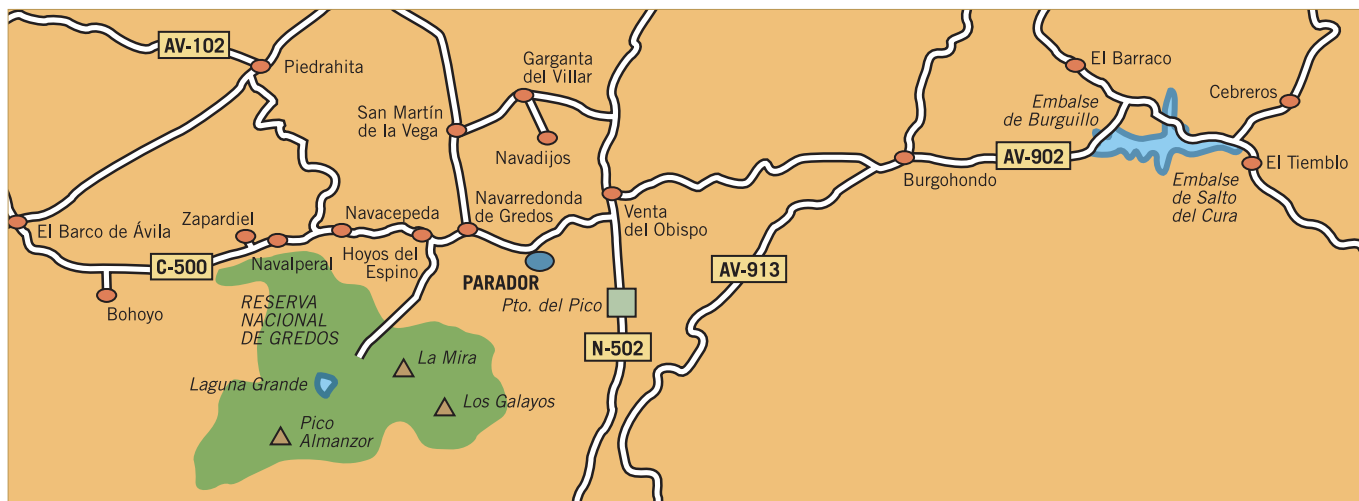 AV-102
Piedrahita
Garganta
del Villar
El Barraco
Cebreros
San Martín
de la Vega
Embalse
de Burguillo
Navadijos
AV-902
Burgohondo
El Tiemblo
Embalse
de Salto
del Cura
El Barco de Ávila
Zapardiel
Navacepeda
Navarredonda
de Gredos
Venta
del Obispo
C-500
Navalperal
Hoyos del
Espino
PARADOR
AV-913
Bohoyo
RESERVA
NACIONAL
DE GREDOS
Pto. del Pico
N-502
La Mira
Laguna Grande
Los Galayos
Pico
Almanzor